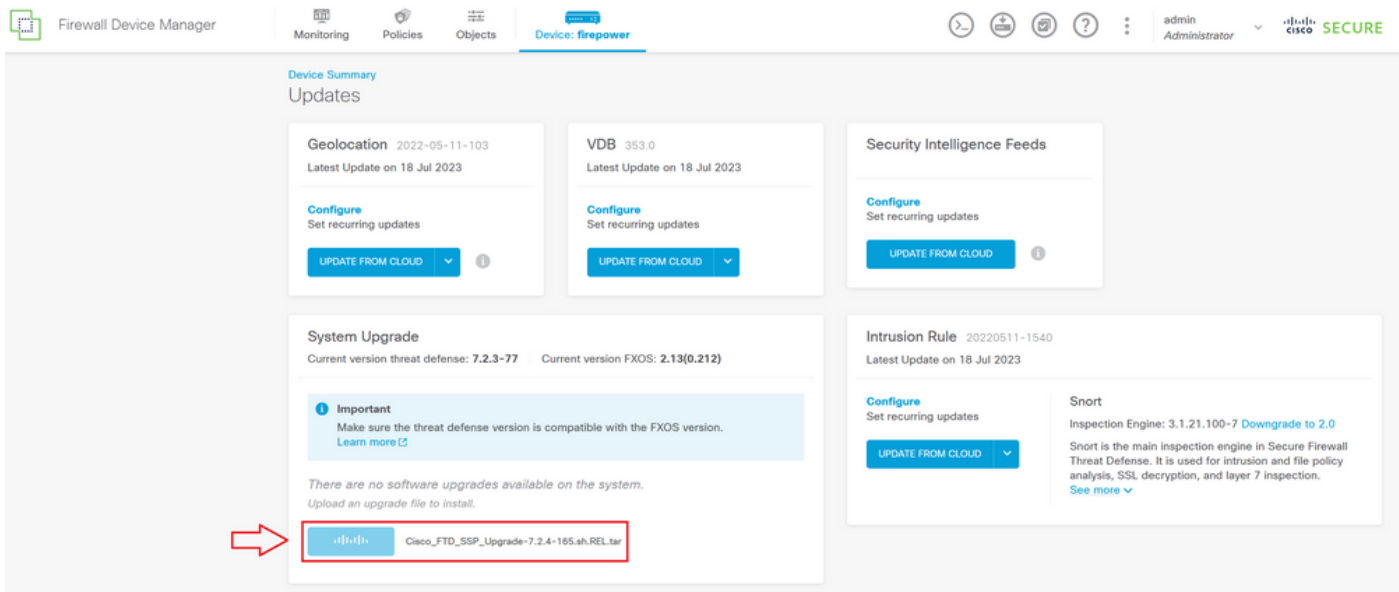 Firewall Device Manager
Monitoring
Policies
Objects
Device: firepower
admin
Administrator
cisco SECURE
Device Summary
Updates
Geolocation 2022-05-11-103
Latest Update on 18 Jul 2023
Configure
Set recurring updates
UPDATE FROM CLOUD
VDB 353.0
Latest Update on 18 Jul 2023
Configure
Set recurring updates
UPDATE FROM CLOUD
Security Intelligence Feeds
Configure
Set recurring updates
UPDATE FROM CLOUD
System Upgrade
Current version threat defense: 7.2.3-77 Current version FXOS: 2.13(0.212)
Important
Make sure the threat defense version is compatible with the FXOS version.
Learn more
There are no software upgrades available on the system.
Upload an upgrade file to install.
Cisco_FTD_SSP_Upgrade-7.2.4-165.sh.REL.tar
Intrusion Rule 20220511-1540
Latest Update on 18 Jul 2023
Configure
Set recurring updates
UPDATE FROM CLOUD
Snort
Inspection Engine: 3.1.21.100-7 Downgrade to 2.0
Snort is the main inspection engine in Secure Firewall
Threat Defense. It is used for intrusion and file policy
analysis, SSL decryption, and layer 7 inspection.
See more